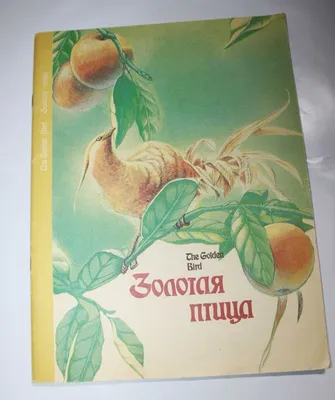 The Golden
Bird
Золотая
птица